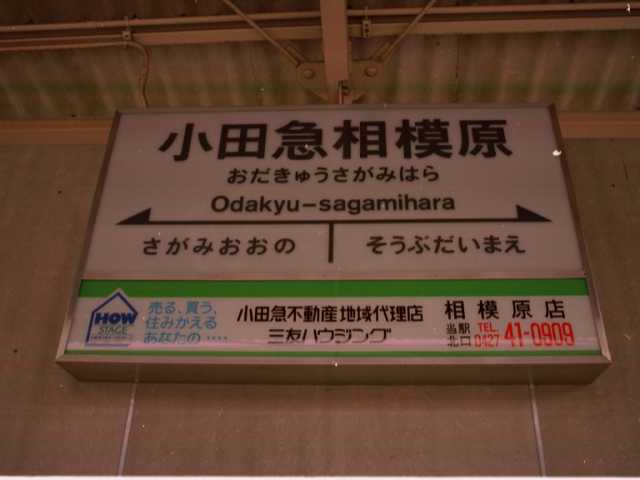 小田急相模原
おだきゅうさがみはら
Odakyu-sagamihara
さがみおおの
そうぶだいまえ
HOW
STAGE
売る、買う、
住みかえる
あなたの‥‥
小田急不動産地域代理店
三友ハウジング
相模原店
当駅
北口
TEL.
0427
41-0909